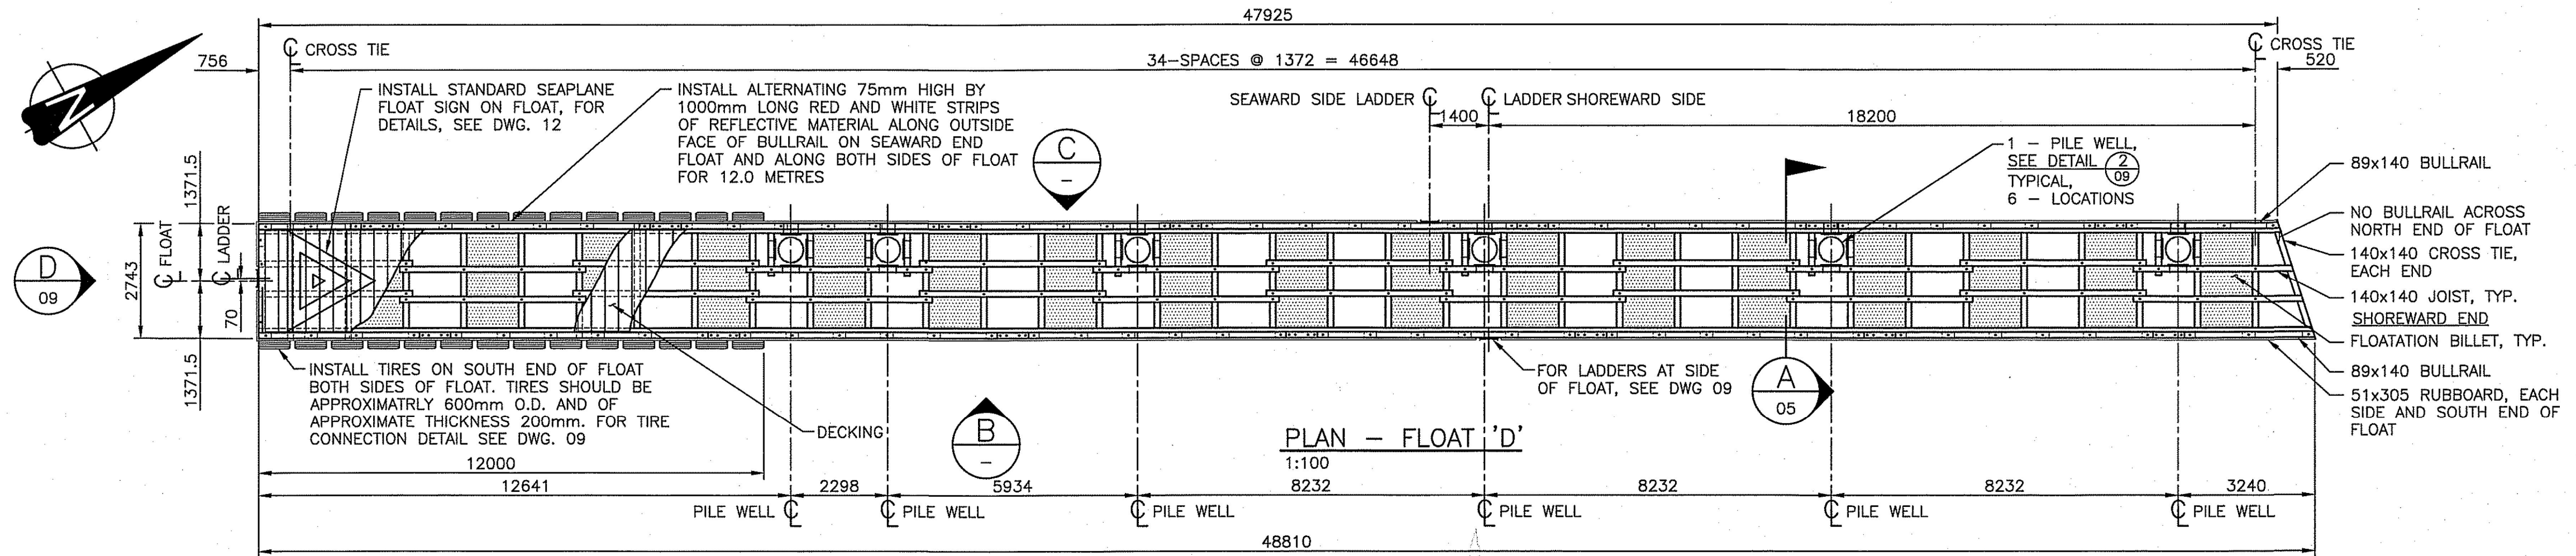 47925
℄ CROSS TIE
℄ CROSS TIE
756
34-SPACES @ 1372 = 46648
520
INSTALL STANDARD SEAPLANE
FLOAT SIGN ON FLOAT, FOR
DETAILS, SEE DWG. 12
INSTALL ALTERNATING 75mm HIGH BY
1000mm LONG RED AND WHITE STRIPS
OF REFLECTIVE MATERIAL ALONG OUTSIDE
FACE OF BULLRAIL ON SEAWARD END
FLOAT AND ALONG BOTH SIDES OF FLOAT
FOR 12.0 METRES
SEAWARD SIDE LADDER ℄
℄ LADDER SHOREWARD SIDE
1400
18200
N
C
-
1 - PILE WELL,
SEE DETAIL 2
09
TYPICAL,
6 - LOCATIONS
89x140 BULLRAIL
NO BULLRAIL ACROSS
NORTH END OF FLOAT
140x140 CROSS TIE,
EACH END
140x140 JOIST, TYP.
SHOREWARD END
FLOATATION BILLET, TYP.
89x140 BULLRAIL
51x305 RUBBOARD, EACH
SIDE AND SOUTH END OF
FLOAT
D
09
1371.5
2743
1371.5
℄ FLOAT
℄ LADDER
70
INSTALL TIRES ON SOUTH END OF FLOAT
BOTH SIDES OF FLOAT. TIRES SHOULD BE
APPROXIMATRLY 600mm O.D. AND OF
APPROXIMATE THICKNESS 200mm. FOR TIRE
CONNECTION DETAIL SEE DWG. 09
DECKING
B
-
FOR LADDERS AT SIDE
OF FLOAT, SEE DWG 09
A
05
PLAN - FLOAT 'D'
1:100
12000
12641
2298
5934
8232
8232
8232
3240
PILE WELL ℄
℄ PILE WELL
℄ PILE WELL
℄ PILE WELL
℄ PILE WELL
℄ PILE WELL
48810